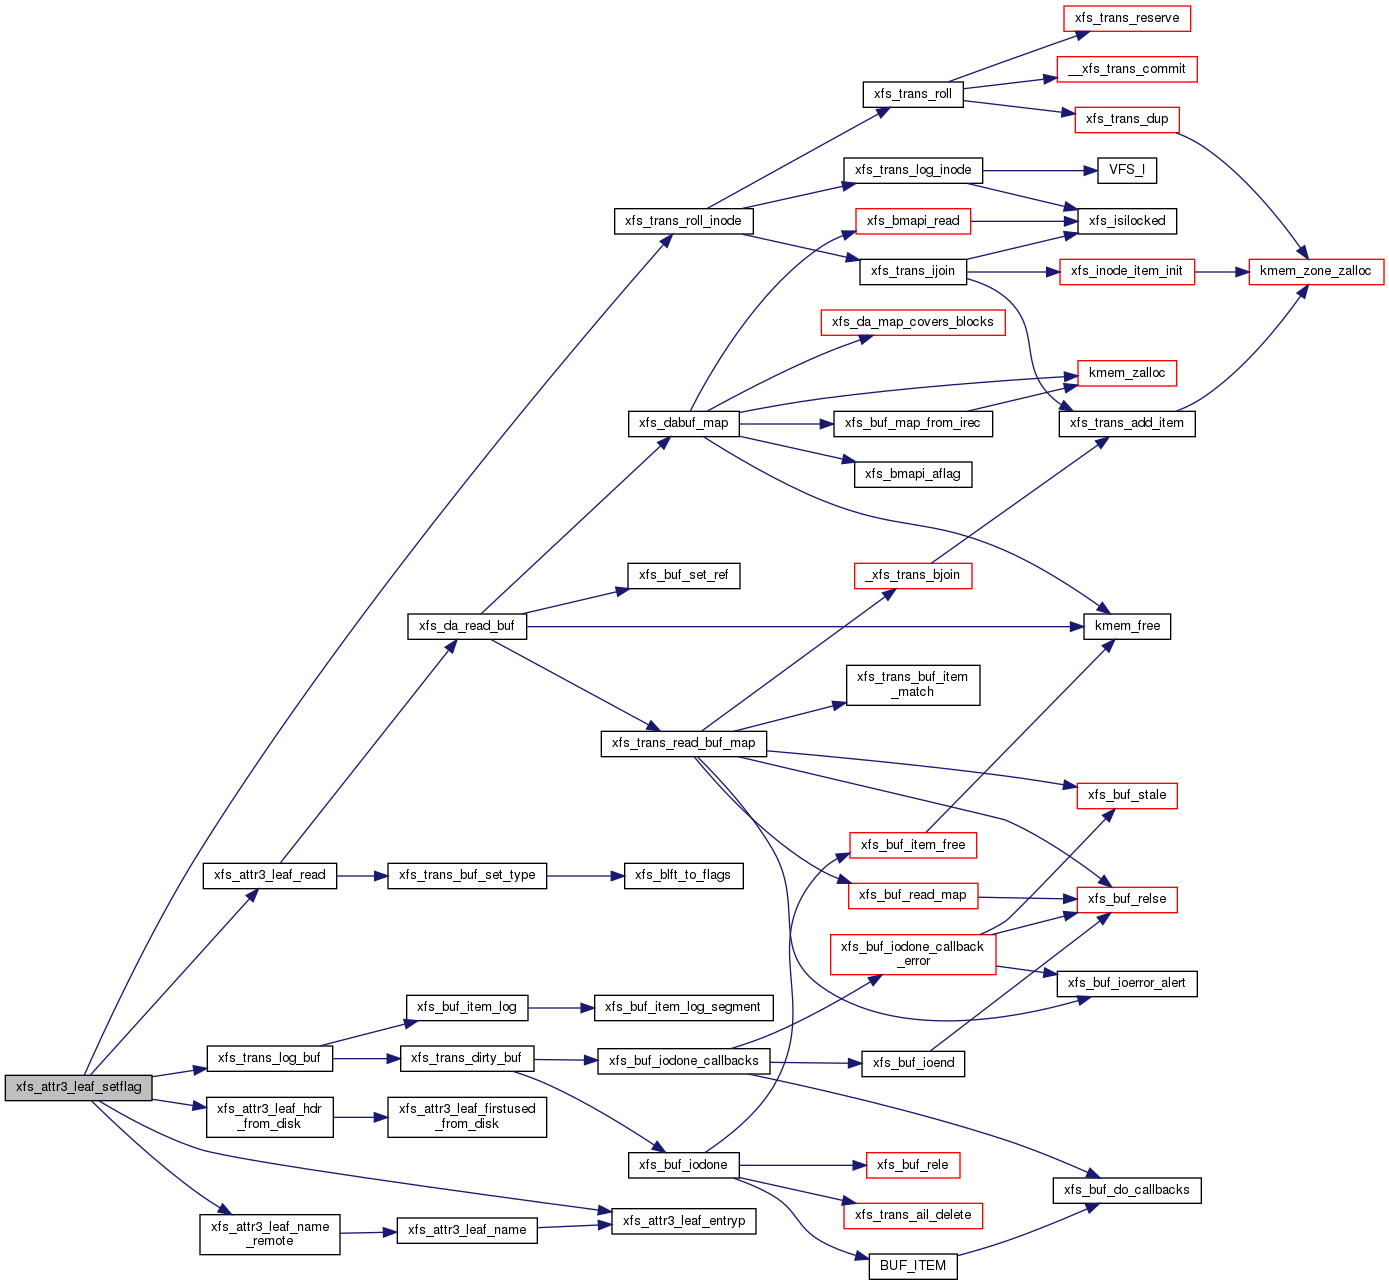 xfs_trans_reserve
__xfs_trans_commit
xfs_trans_roll
xfs_trans_dup
xfs_trans_log_inode
VFS_I
xfs_trans_roll_inode
xfs_bmapi_read
xfs_isilocked
xfs_trans_ijoin
xfs_inode_item_init
kmem_zone_zalloc
xfs_da_map_covers_blocks
kmem_zalloc
xfs_dabuf_map
xfs_buf_map_from_irec
xfs_trans_add_item
xfs_bmapi_aflag
xfs_buf_set_ref
_xfs_trans_bjoin
xfs_da_read_buf
kmem_free
xfs_trans_buf_item
_match
xfs_trans_read_buf_map
xfs_buf_stale
xfs_buf_item_free
xfs_attr3_leaf_read
xfs_trans_buf_set_type
xfs_blft_to_flags
xfs_buf_read_map
xfs_buf_relse
xfs_buf_iodone_callback
_error
xfs_buf_ioerror_alert
xfs_buf_item_log
xfs_buf_item_log_segment
xfs_trans_log_buf
xfs_trans_dirty_buf
xfs_buf_iodone_callbacks
xfs_buf_ioend
xfs_attr3_leaf_setflag
xfs_attr3_leaf_hdr
_from_disk
xfs_attr3_leaf_firstused
_from_disk
xfs_buf_iodone
xfs_buf_rele
xfs_buf_do_callbacks
xfs_trans_ail_delete
xfs_attr3_leaf_name
_remote
xfs_attr3_leaf_name
xfs_attr3_leaf_entryp
BUF_ITEM